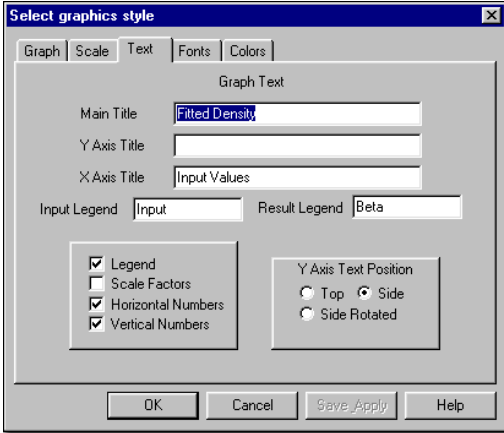 Select graphics style
Graph Scale Text Fonts Colors
Graph Text
Main Title Fitted Density
Y Axis Title
X Axis Title Input Values
Input Legend Input Result Legend Beta
Legend
Scale Factors
Horizontal Numbers
Vertical Numbers
Y Axis Text Position
Top Side
Side Rotated
OK Cancel Save Apply Help